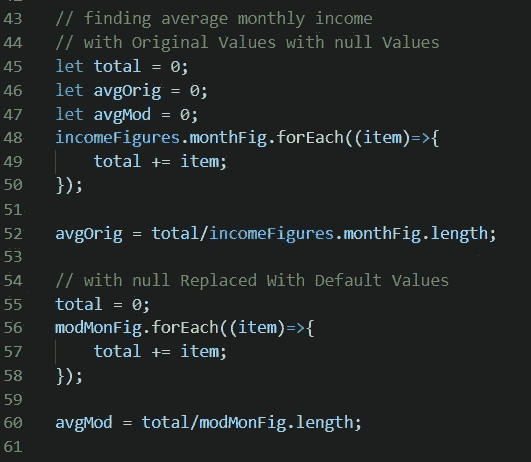 43 // finding average monthly income
44 // with Original Values with null Values
45 let total = 0;
46 let avgOrig = 0;
47 let avgMod = 0;
48 incomeFigures.monthFig.forEach((item)=>{
49     total += item;
50 });
51
52 avgOrig = total/incomeFigures.monthFig.length;
53
54 // with null Replaced With Default Values
55 total = 0;
56 modMonFig.forEach((item)=>{
57     total += item;
58 });
59
60 avgMod = total/modMonFig.length;
61